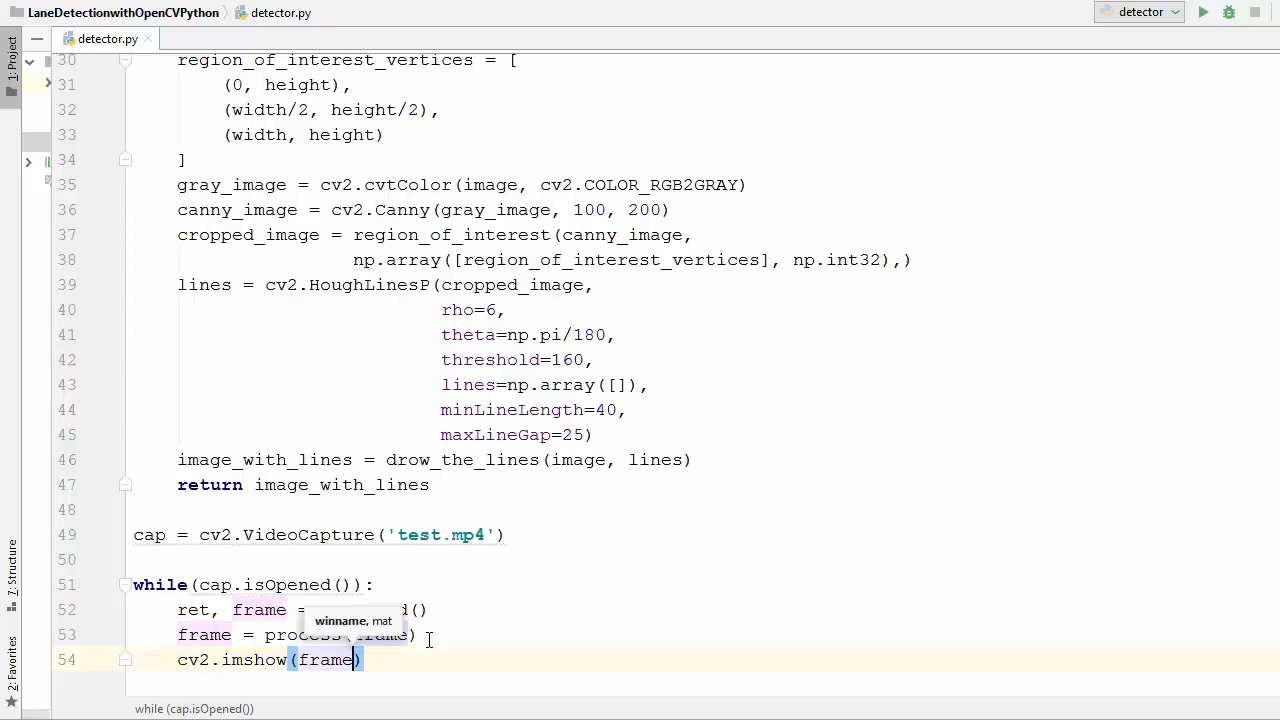 LaneDetectionwithOpenCVPython detector.py detector
detector.py
1: Project
30 region_of_interest_vertices = [
31 (0, height),
32 (width/2, height/2),
33 (width, height)
34 ]
35 gray_image = cv2.cvtColor(image, cv2.COLOR_RGB2GRAY)
36 canny_image = cv2.Canny(gray_image, 100, 200)
37 cropped_image = region_of_interest(canny_image,
38 np.array([region_of_interest_vertices], np.int32),)
39 lines = cv2.HoughLinesP(cropped_image,
40 rho=6,
41 theta=np.pi/180,
42 threshold=160,
43 lines=np.array([]),
44 minLineLength=40,
45 maxLineGap=25)
46 image_with_lines = drow_the_lines(image, lines)
47 return image_with_lines
48
49 cap = cv2.VideoCapture('test.mp4')
50
51 while(cap.isOpened()):
52 ret, frame = d()
winname, mat
53 frame = process(frame)
54 cv2.imshow(frame)
Z: Structure
2: Favorites
while (cap.isOpened())